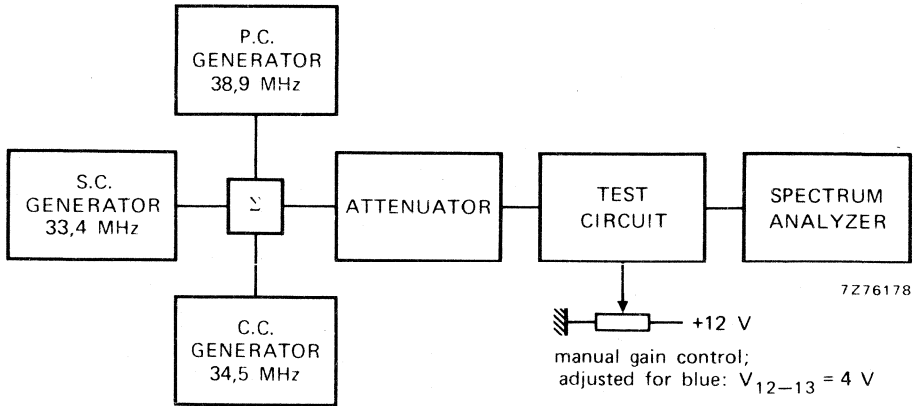 P.C.
GENERATOR
38,9 MHz
S.C.
GENERATOR
33,4 MHz
Σ
ATTENUATOR
TEST
CIRCUIT
SPECTRUM
ANALYZER
7Z76178
C.C.
GENERATOR
34,5 MHz
+12 V
manual gain control;
adjusted for blue: V12–13 = 4 V